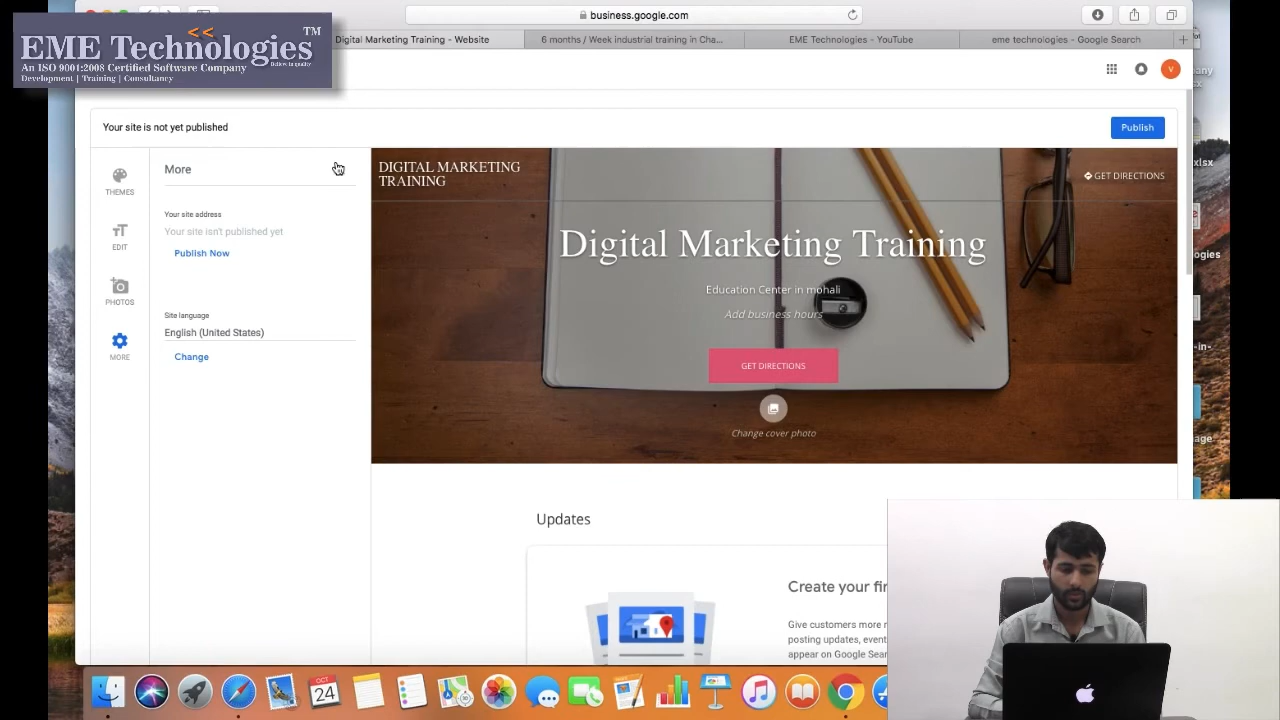 EME Technologies TM
An ISO 9001:2008 Certified Software Company
Development | Training | Consultancy
business.google.com
Digital Marketing Training - Website
6 months / Week industrial training in Cha...
EME Technologies - YouTube
eme technologies - Google Search
V
Your site is not yet published
Publish
THEMES
EDIT
PHOTOS
MORE
More
Your site address
Your site isn't published yet
Publish Now
Site language
English (United States)
Change
DIGITAL MARKETING
TRAINING
GET DIRECTIONS
Digital Marketing Training
Education Center in mohali
Add business hours
GET DIRECTIONS
Change cover photo
Updates
Create your fir
Give customers more r
posting updates, event
appear on Google Sear
OCT
24